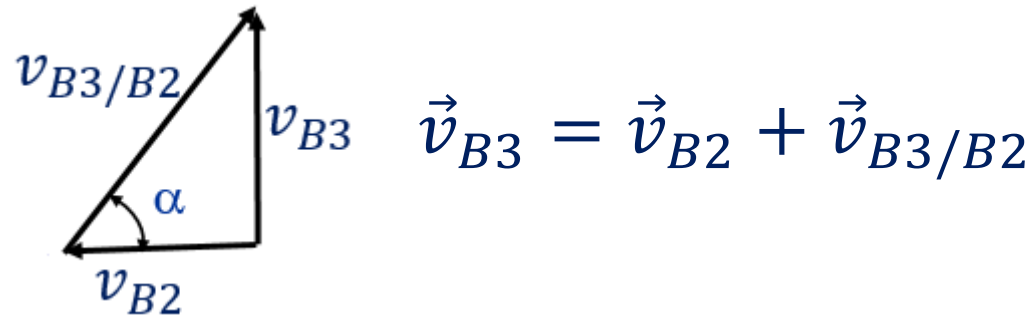 v_{B3/B2}
v_{B3}
α
v_{B2}
\vec{v}_{B3} = \vec{v}_{B2} + \vec{v}_{B3/B2}